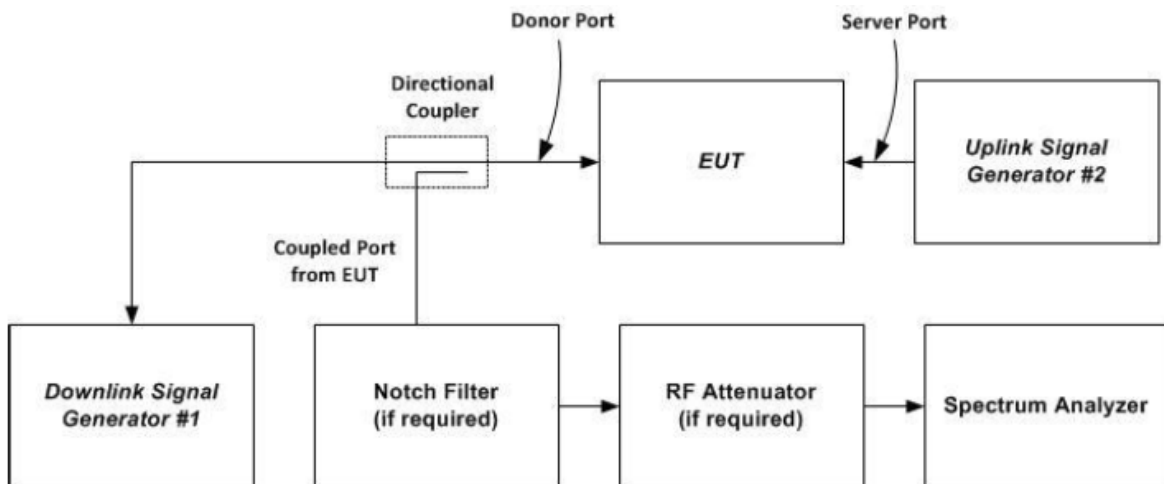 Donor Port
Server Port
Directional
Coupler
EUT
Uplink Signal
Generator #2
Coupled Port
from EUT
Downlink Signal
Generator #1
Notch Filter
(if required)
RF Attenuator
(if required)
Spectrum Analyzer